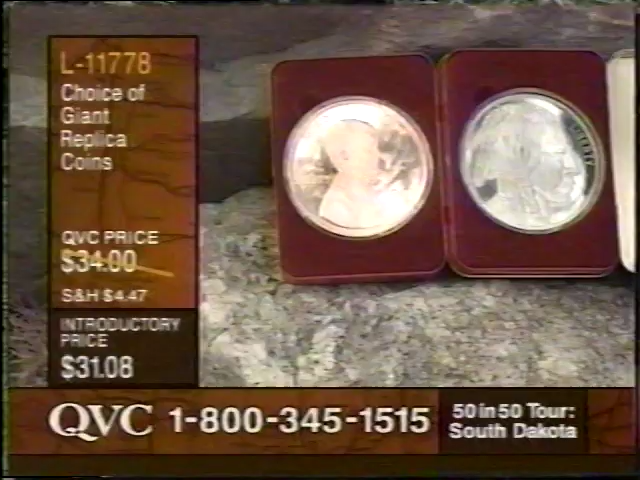 L-11778
Choice of
Giant
Replica
Coins
QVC PRICE
$34.00
S&H $4.47
INTRODUCTORY
PRICE
$31.08
QVC 1-800-345-1515
50 in 50 Tour:
South Dakota